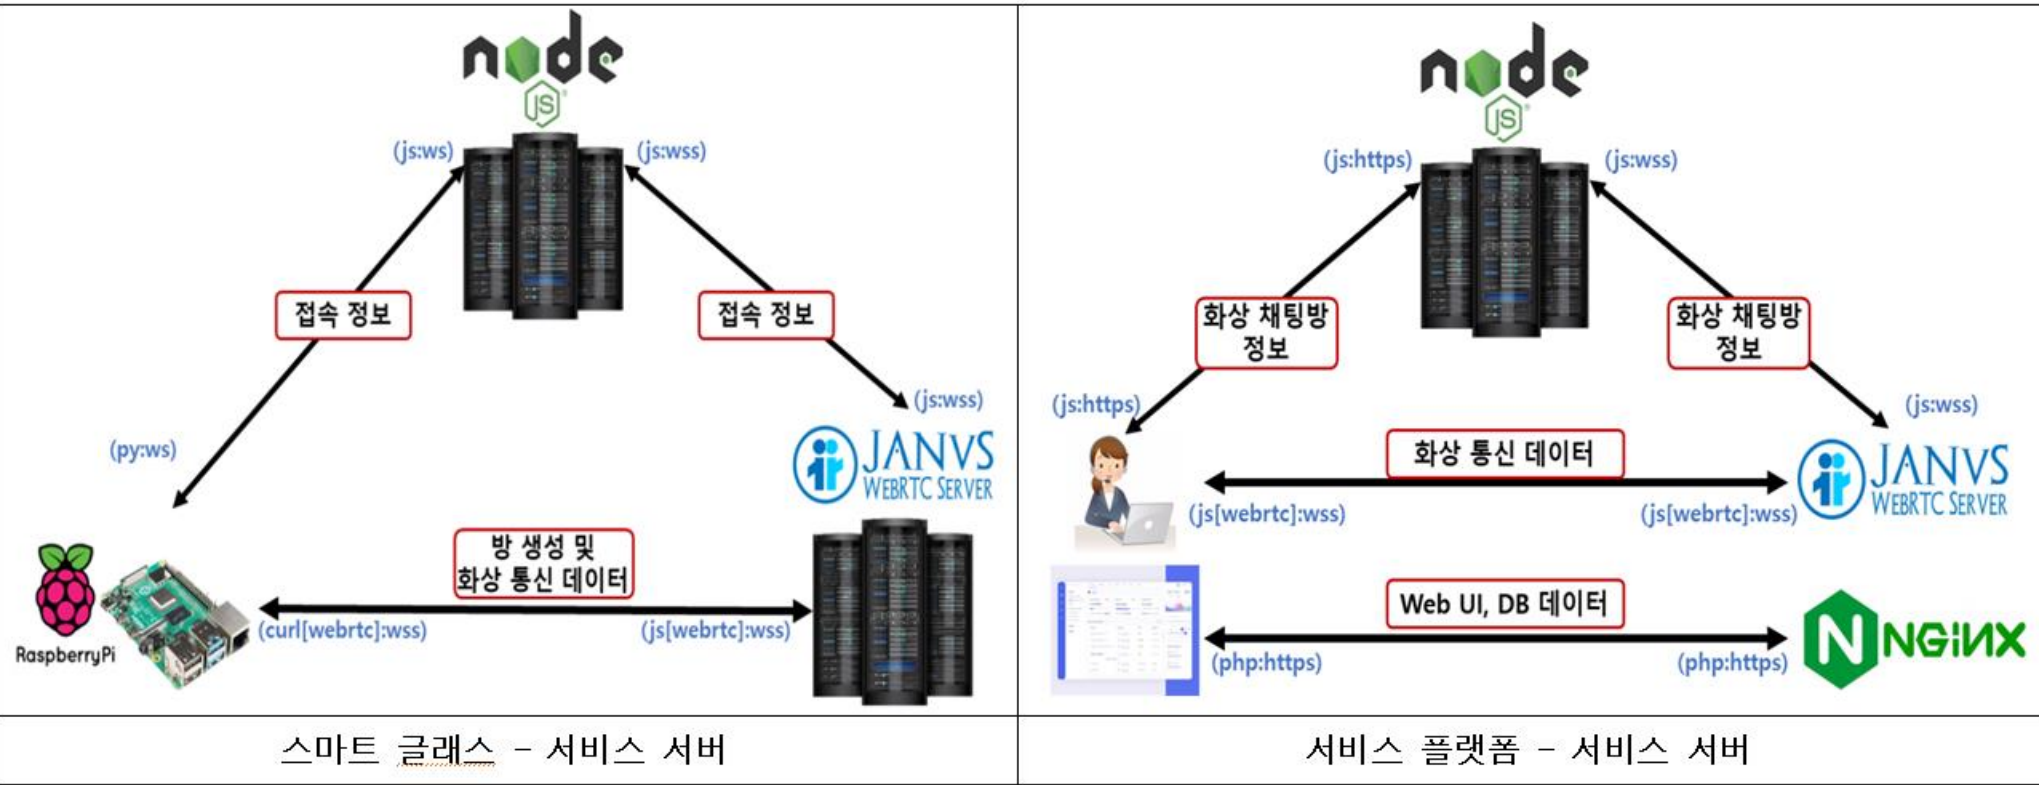 node
JS
(js:ws)
(js:wss)
접속 정보
접속 정보
(js:wss)
(py:ws)
JANVS
WEBRTC SERVER
방 생성 및
화상 통신 데이터
RaspberryPi
(curl[webrtc]:wss)
(js[webrtc]:wss)
스마트 글래스 – 서비스 서버
node
JS
(js:https)
(js:wss)
화상 채팅방
정보
화상 채팅방
정보
(js:https)
(js:wss)
화상 통신 데이터
JANVS
WEBRTC SERVER
(js[webrtc]:wss)
(js[webrtc]:wss)
Web UI, DB 데이터
N NGiNX
(php:https)
(php:https)
서비스 플랫폼 – 서비스 서버